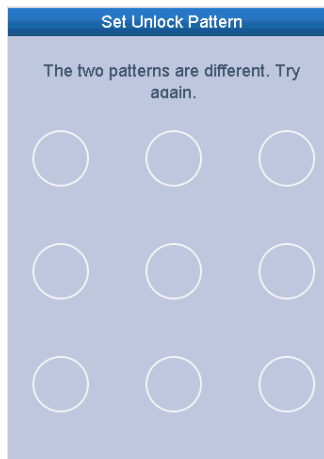 Set Unlock Pattern
The two patterns are different. Try
again.